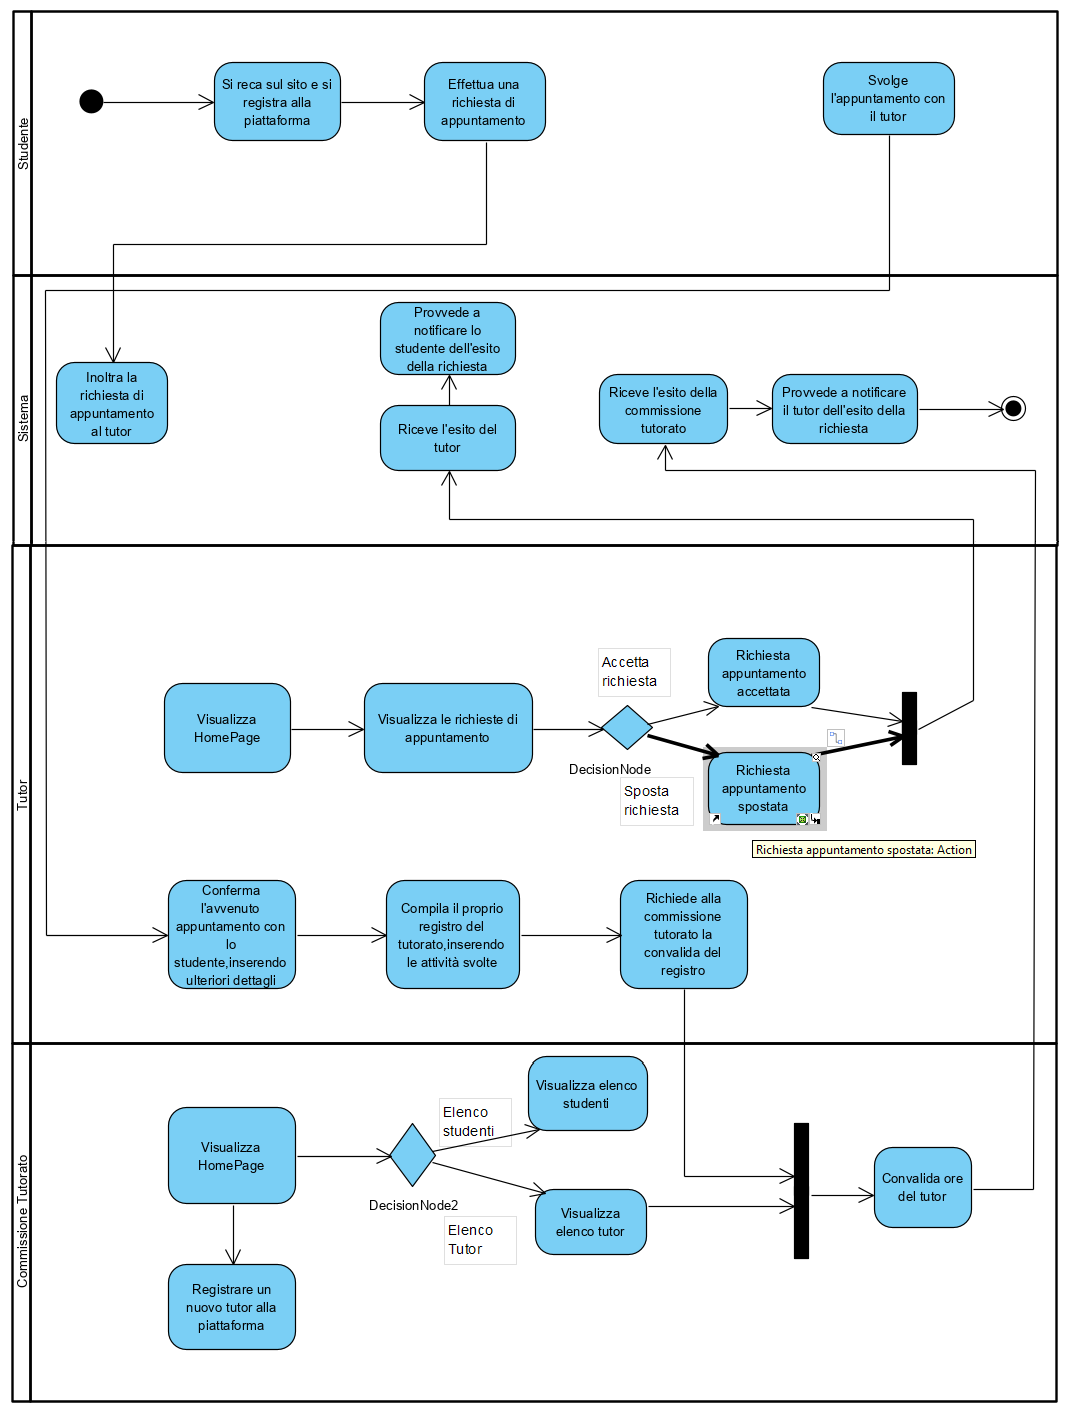 Studente
Si reca sul sito e si
registra alla
piattaforma
Effettua una
richiesta di
appuntamento
Svolge
l'appuntamento con
il tutor
Sistema
Inoltra la
richiesta di
appuntamento
al tutor
Provvede a
notificare lo
studente dell'esito
della richiesta
Riceve l'esito del
tutor
Riceve l'esito della
commissione
tutorato
Provvede a notificare
il tutor dell'esito della
richiesta
Tutor
Visualizza
HomePage
Visualizza le richieste di
appuntamento
Accetta
richiesta
DecisionNode
Sposta
richiesta
Richiesta
appuntamento
accettata
Richiesta
appuntamento
spostata
Richiesta appuntamento spostata: Action
Conferma
l'avvenuto
appuntamento con
lo
studente,inserendo
ulteriori dettagli
Compila il proprio
registro del
tutorato,inserendo
le attività svolte
Richiede alla
commissione
tutorato la
convalida del
registro
Commissione Tutorato
Visualizza
HomePage
Elenco
studenti
DecisionNode2
Elenco
Tutor
Visualizza elenco
studenti
Visualizza
elenco tutor
Convalida ore
del tutor
Registrare un
nuovo tutor alla
piattaforma